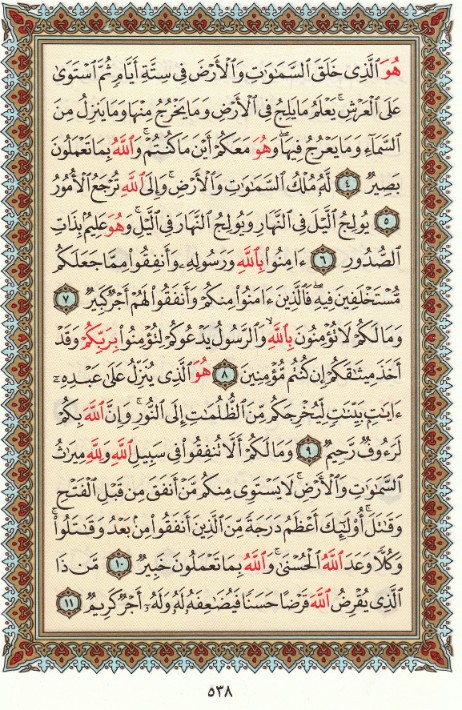 هُوَ ٱلَّذِى خَلَقَ ٱلسَّمَٰوَٰتِ وَٱلْأَرْضَ فِى سِتَّةِ أَيَّامٍ ثُمَّ ٱسْتَوَىٰ
عَلَى ٱلْعَرْشِ ۚ يَعْلَمُ مَا يَلِجُ فِى ٱلْأَرْضِ وَمَا يَخْرُجُ مِنْهَا وَمَا يَنزِلُ مِنَ
ٱلسَّمَآءِ وَمَا يَعْرُجُ فِيهَا ۖ وَهُوَ مَعَكُمْ أَيْنَ مَا كُنتُمْ ۚ وَٱللَّهُ بِمَا تَعْمَلُونَ
بَصِيرٌ ٤ لَّهُۥ مُلْكُ ٱلسَّمَٰوَٰتِ وَٱلْأَرْضِ ۚ وَإِلَى ٱللَّهِ تُرْجَعُ ٱلْأُمُورُ
٥ يُولِجُ ٱلَّيْلَ فِى ٱلنَّهَارِ وَيُولِجُ ٱلنَّهَارَ فِى ٱلَّيْلِ ۚ وَهُوَ عَلِيمٌۢ بِذَاتِ
ٱلصُّدُورِ ٦ ءَامِنُوا۟ بِٱللَّهِ وَرَسُولِهِۦ وَأَنفِقُوا۟ مِمَّا جَعَلَكُم
مُّسْتَخْلَفِينَ فِيهِ ۖ فَٱلَّذِينَ ءَامَنُوا۟ مِنكُمْ وَأَنفَقُوا۟ لَهُمْ أَجْرٌ كَبِيرٌ ٧
وَمَا لَكُمْ لَا تُؤْمِنُونَ بِٱللَّهِ ۙ وَٱلرَّسُولُ يَدْعُوكُمْ لِتُؤْمِنُوا۟ بِرَبِّكُمْ وَقَدْ
أَخَذَ مِيثَٰقَكُمْ إِن كُنتُم مُّؤْمِنِينَ ٨ هُوَ ٱلَّذِى يُنَزِّلُ عَلَىٰ عَبْدِهِۦٓ
ءَايَٰتٍۭ بَيِّنَٰتٍ لِّيُخْرِجَكُم مِّنَ ٱلظُّلُمَٰتِ إِلَى ٱلنُّورِ ۚ وَإِنَّ ٱللَّهَ بِكُمْ
لَرَءُوفٌ رَّحِيمٌ ٩ وَمَا لَكُمْ أَلَّا تُنفِقُوا۟ فِى سَبِيلِ ٱللَّهِ وَلِلَّهِ مِيرَٰثُ
ٱلسَّمَٰوَٰتِ وَٱلْأَرْضِ ۚ لَا يَسْتَوِى مِنكُم مَّنْ أَنفَقَ مِن قَبْلِ ٱلْفَتْحِ
وَقَٰتَلَ ۚ أُو۟لَٰٓئِكَ أَعْظَمُ دَرَجَةً مِّنَ ٱلَّذِينَ أَنفَقُوا۟ مِنۢ بَعْدُ وَقَٰتَلُوا۟ ۚ
وَكُلًّا وَعَدَ ٱللَّهُ ٱلْحُسْنَىٰ ۚ وَٱللَّهُ بِمَا تَعْمَلُونَ خَبِيرٌ ١٠ مَّن ذَا
ٱلَّذِى يُقْرِضُ ٱللَّهَ قَرْضًا حَسَنًا فَيُضَٰعِفَهُۥ لَهُۥ وَلَهُۥٓ أَجْرٌ كَرِيمٌ ١١
٥٣٨